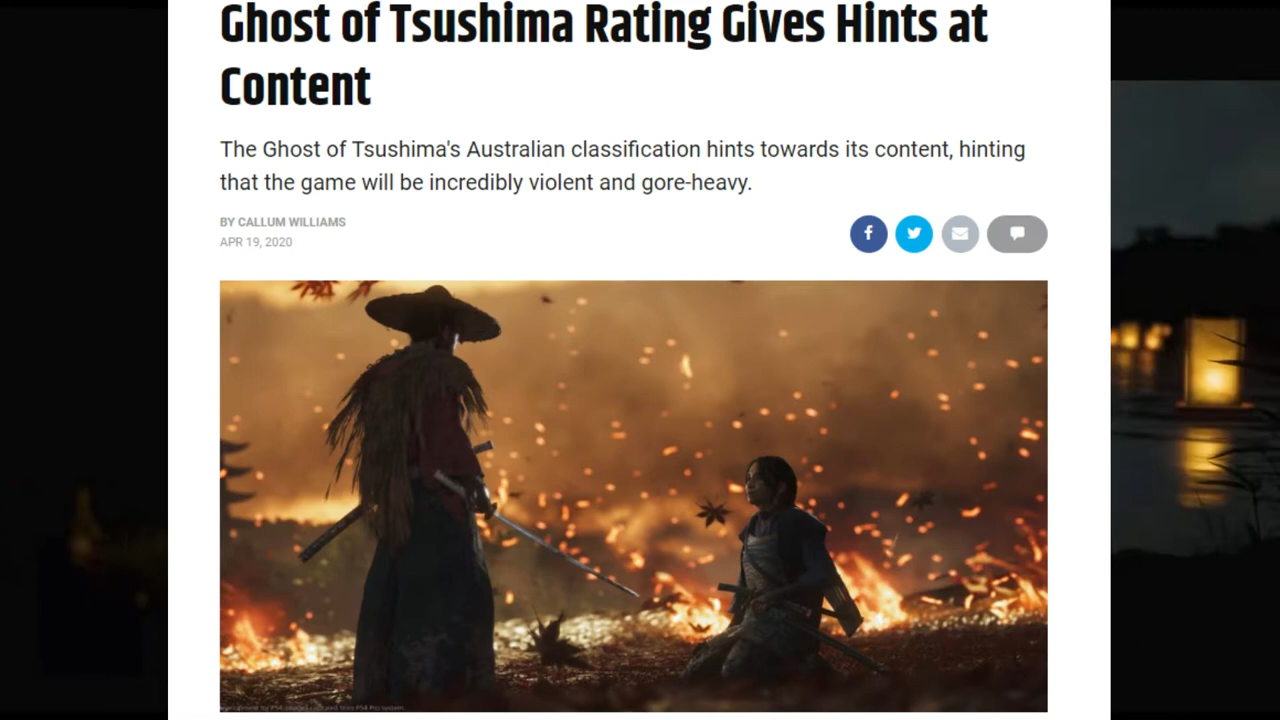 Ghost of Tsushima Rating Gives Hints at
Content
The Ghost of Tsushima's Australian classification hints towards its content, hinting
that the game will be incredibly violent and gore-heavy.
BY CALLUM WILLIAMS
APR 19, 2020